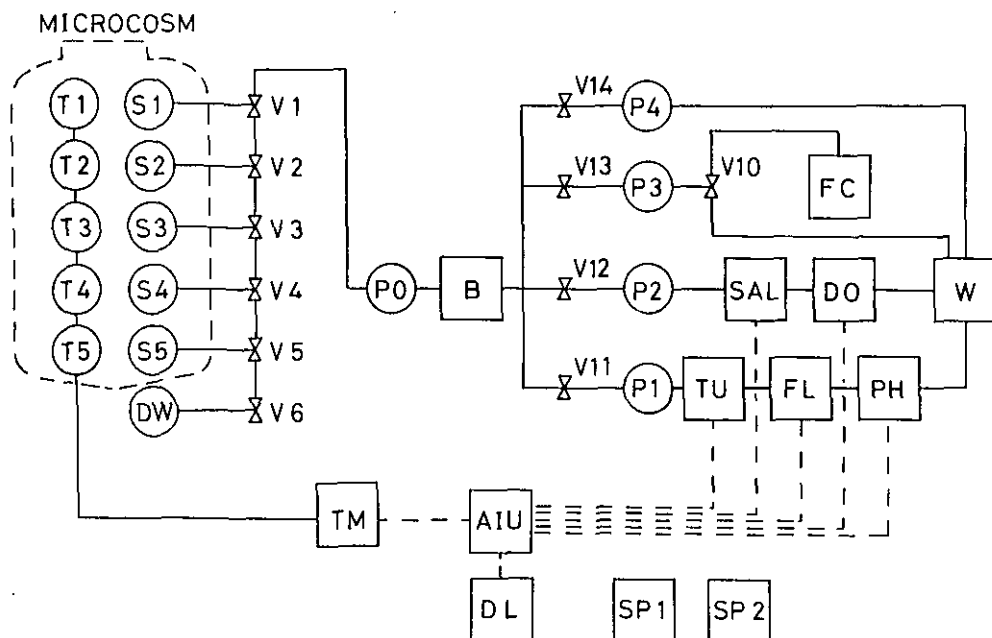 MICROCOSM
T1 S1 V1
T2 S2 V2
T3 S3 V3
T4 S4 V4
T5 S5 V5
DW V6
P0 B
V14 P4
V13 P3 V10 FC
V12 P2 SAL DO W
V11 P1 TU FL PH
TM AIU
DL SP1 SP2